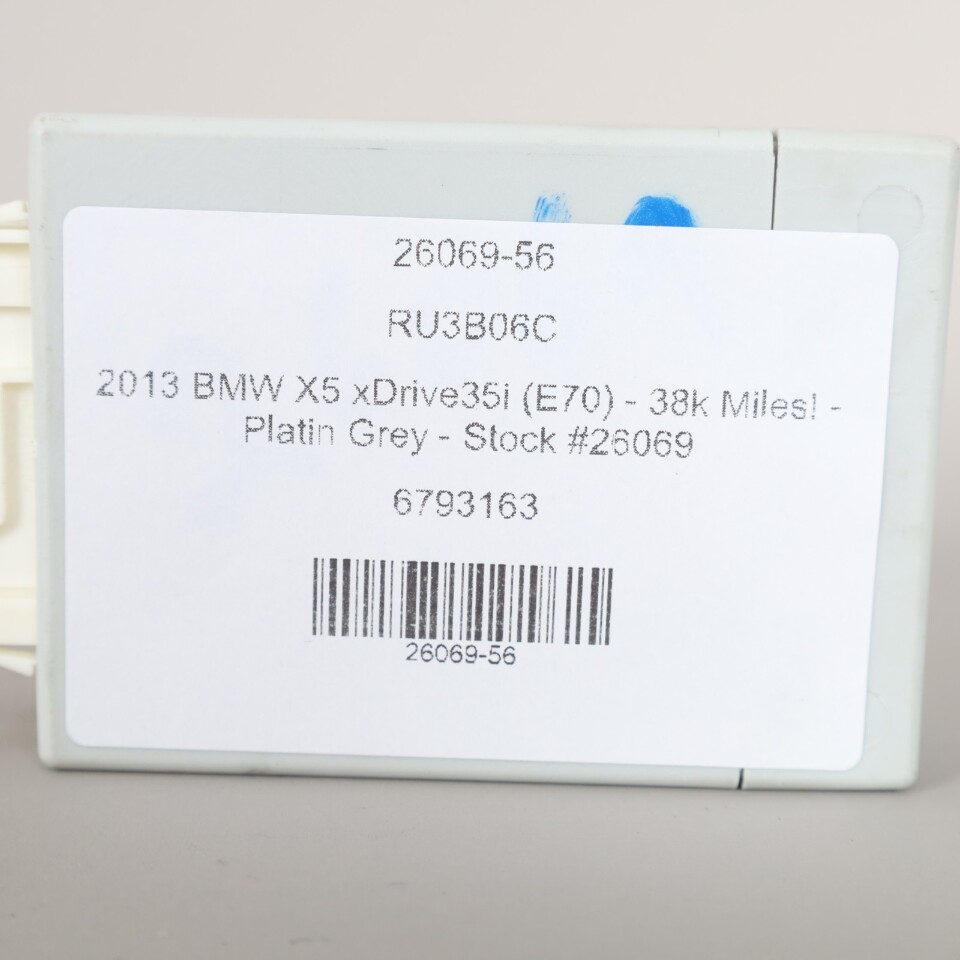 26069-56
RU3B06C
2013 BMW X5 xDrive35i (E70) - 38k Miles! -
Platin Grey - Stock #26069
6793163
26069-56